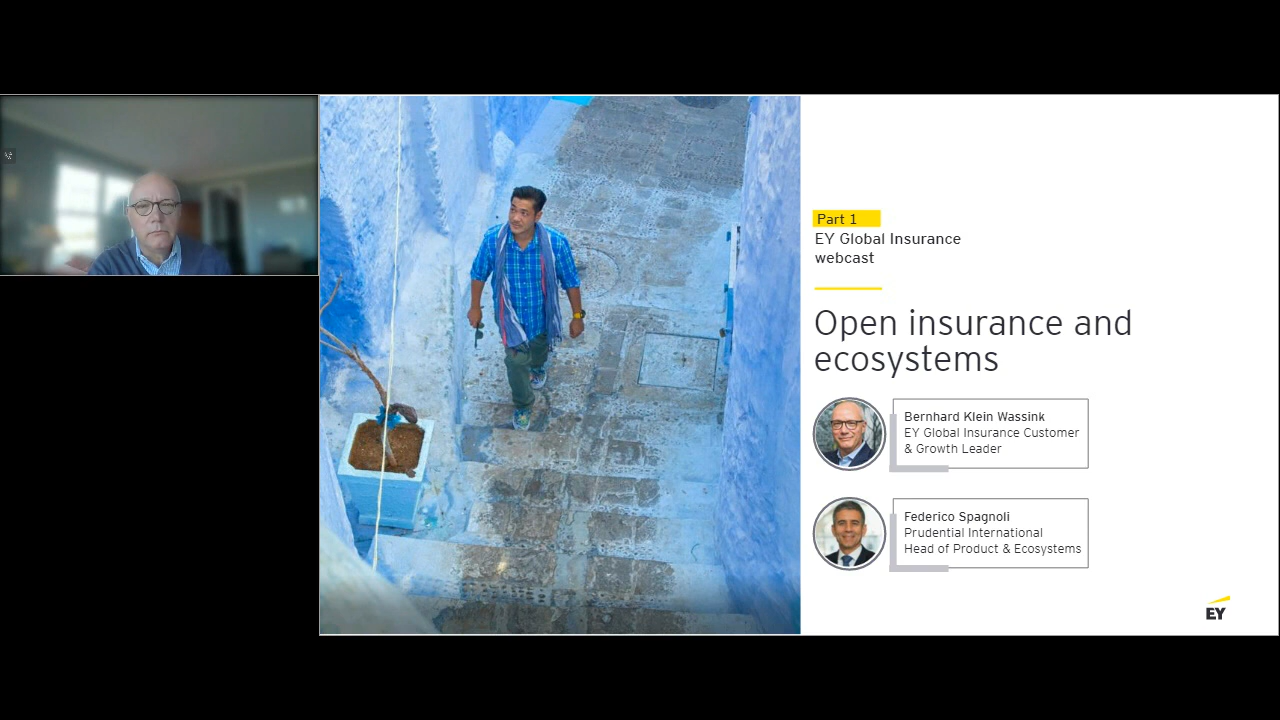 Part 1
EY Global Insurance
webcast
Open insurance and
ecosystems
Bernhard Klein Wassink
EY Global Insurance Customer
& Growth Leader
Federico Spagnoli
Prudential International
Head of Product & Ecosystems
EY